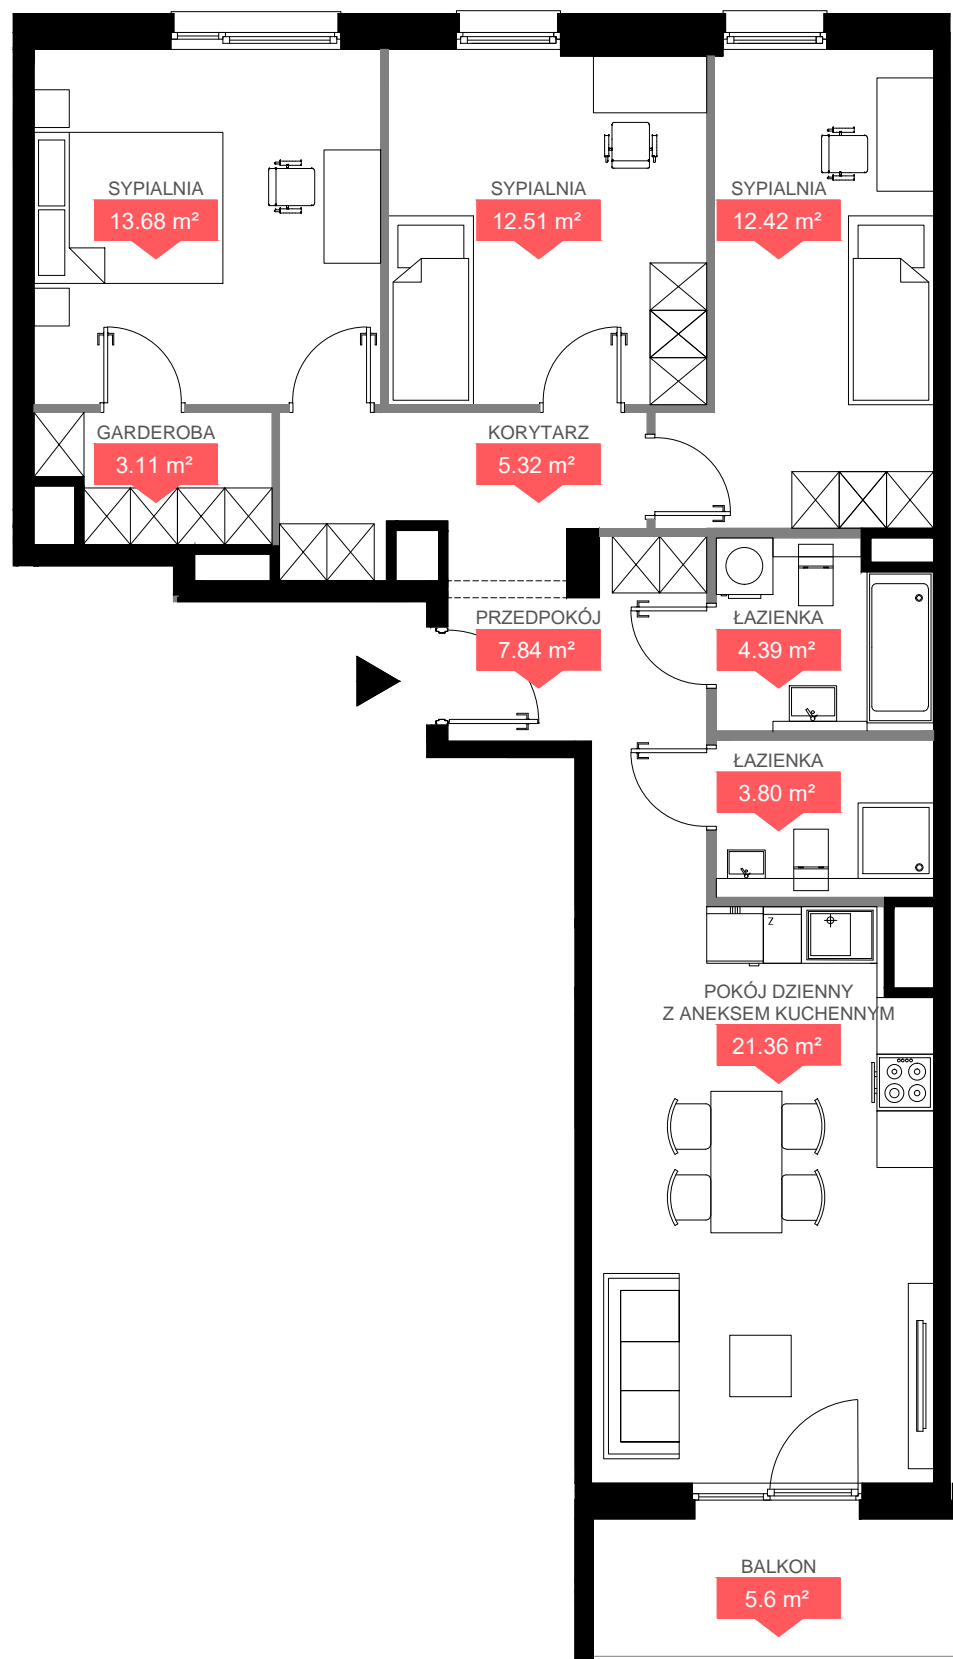 SYPIALNIA
13.68 m²
SYPIALNIA
12.51 m²
SYPIALNIA
12.42 m²
GARDEROBA
3.11 m²
KORYTARZ
5.32 m²
PRZEDPOKÓJ
7.84 m²
ŁAZIENKA
4.39 m²
ŁAZIENKA
3.80 m²
Z
POKÓJ DZIENNY
Z ANEKSEM KUCHENNYM
21.36 m²
BALKON
5.6 m²